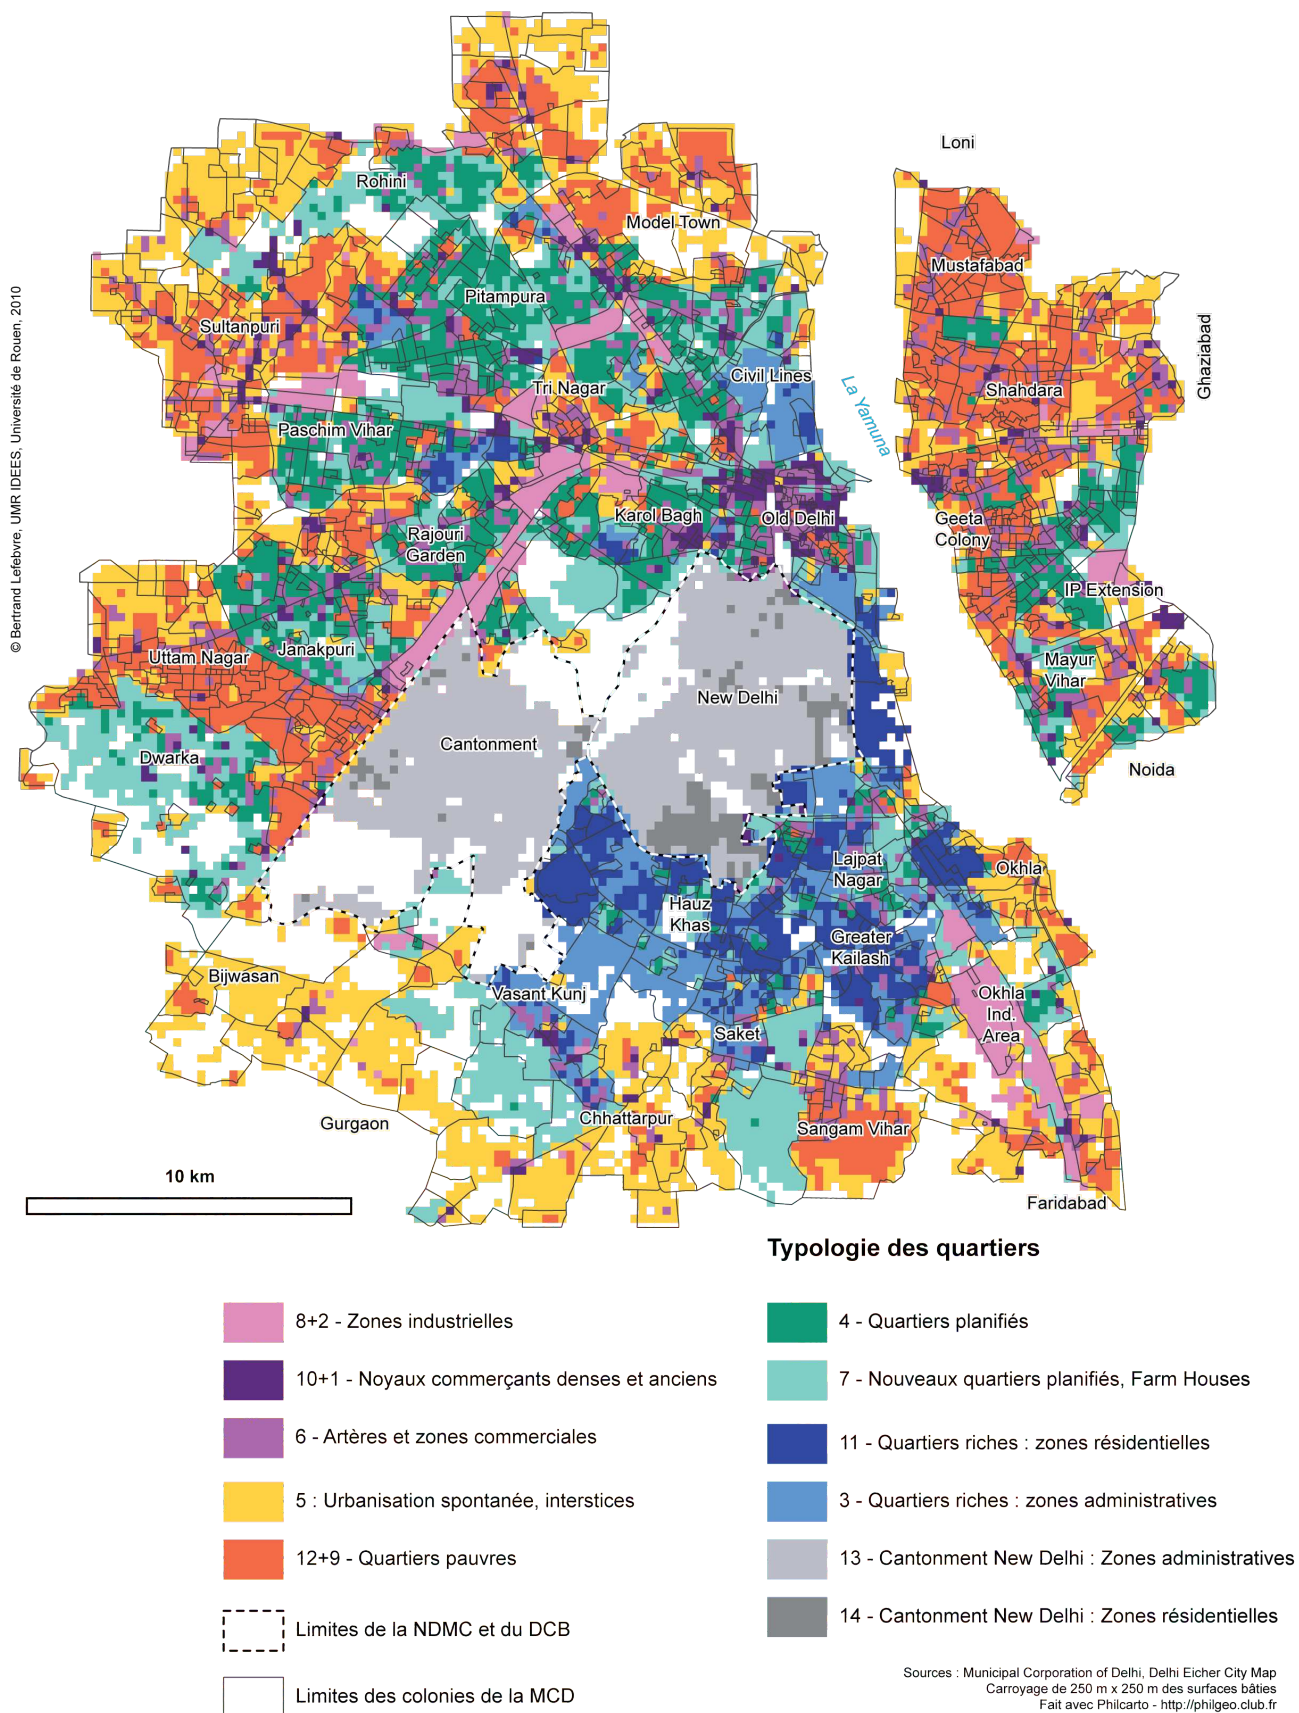 Loni
Rohini
Model Town
Mustafabad
Pitampura
Sultanpuri
Ghaziabad
© Bertrand Lefebvre, UMR IDEES, Université de Rouen, 2010
Civil Lines
Tri Nagar
Shahdara
La Yamuna
Paschim Vihar
Karol Bagh
Old Delhi
Rajouri
Garden
Geeta
Colony
IP Extension
Janakpuri
Uttam Nagar
Mayur
Vihar
New Delhi
Cantonment
Dwarka
Noida
Lajpat
Nagar
Okhla
Hauz
Khas
Greater
Kailash
Bijwasan
Vasant Kunj
Okhla
Ind.
Area
Saket
Gurgaon
Chhattarpur
Sangam Vihar
10 km
Faridabad
Typologie des quartiers
8+2 - Zones industrielles
10+1 - Noyaux commerçants denses et anciens
6 - Artères et zones commerciales
5 : Urbanisation spontanée, interstices
12+9 - Quartiers pauvres
Limites de la NDMC et du DCB
Limites des colonies de la MCD
4 - Quartiers planifiés
7 - Nouveaux quartiers planifiés, Farm Houses
11 - Quartiers riches : zones résidentielles
3 - Quartiers riches : zones administratives
13 - Cantonment New Delhi : Zones administratives
14 - Cantonment New Delhi : Zones résidentielles
Sources : Municipal Corporation of Delhi, Delhi Eicher City Map
Carroyage de 250 m x 250 m des surfaces bâties
Fait avec Philcarto - http://philgeo.club.fr